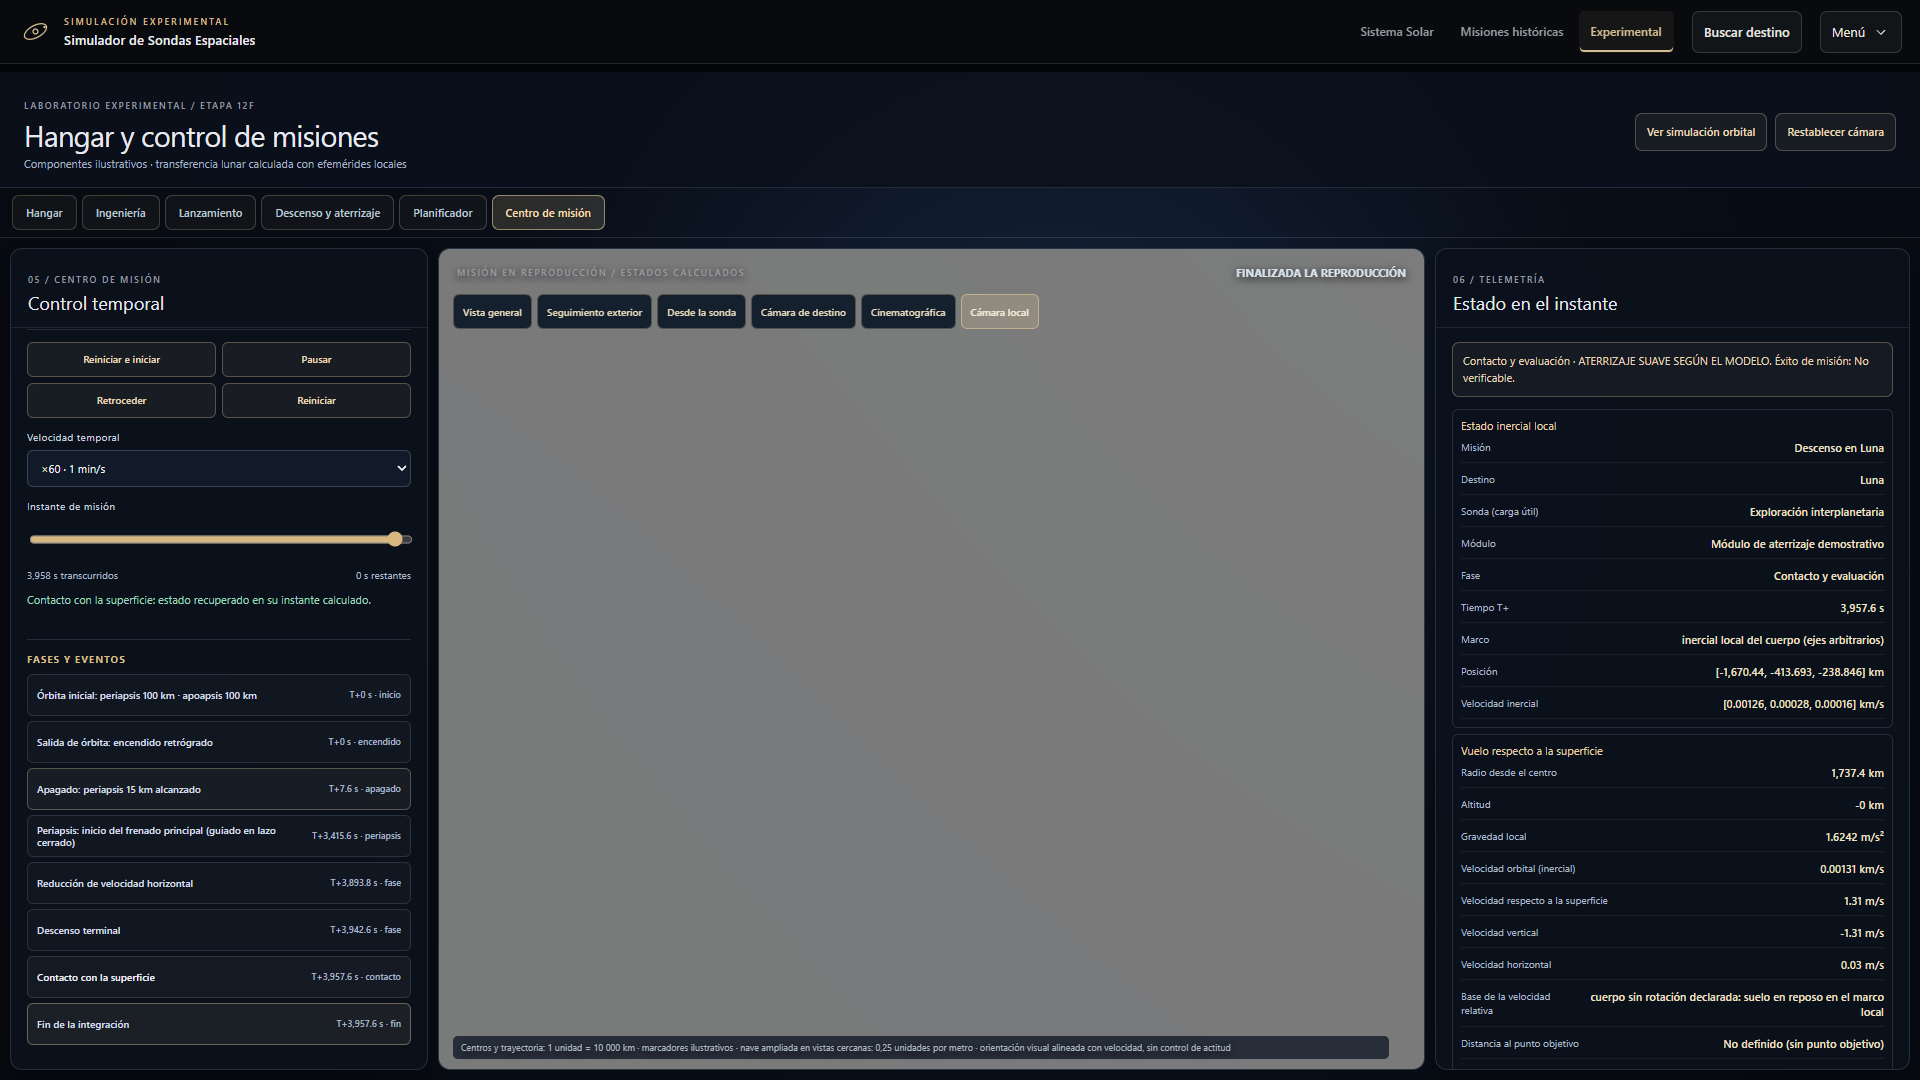 SIMULACIÓN EXPERIMENTAL
Simulador de Sondas Espaciales
Sistema Solar
Misiones históricas
Experimental
Buscar destino
Menú
LABORATORIO EXPERIMENTAL / ETAPA 12F
Hangar y control de misiones
Componentes ilustrativos · transferencia lunar calculada con efemérides locales
Ver simulación orbital
Restablecer cámara
Hangar
Ingeniería
Lanzamiento
Descenso y aterrizaje
Planificador
Centro de misión
05 / CENTRO DE MISIÓN
Control temporal
Reiniciar e iniciar
Pausar
Retroceder
Reiniciar
Velocidad temporal
×60 · 1 min/s
Instante de misión
3,958 s transcurridos
0 s restantes
Contacto con la superficie: estado recuperado en su instante calculado.
FASES Y EVENTOS
Órbita inicial: periapsis 100 km · apoapsis 100 km
T+0 s · inicio
Salida de órbita: encendido retrógrado
T+0 s · encendido
Apagado: periapsis 15 km alcanzado
T+7.6 s · apagado
Periapsis: inicio del frenado principal (guiado en lazo
cerrado)
T+3,415.6 s · periapsis
Reducción de velocidad horizontal
T+3,893.8 s · fase
Descenso terminal
T+3,942.6 s · fase
Contacto con la superficie
T+3,957.6 s · contacto
Fin de la integración
T+3,957.6 s · fin
MISIÓN EN REPRODUCCIÓN / ESTADOS CALCULADOS
FINALIZADA LA REPRODUCCIÓN
Vista general
Seguimiento exterior
Desde la sonda
Cámara de destino
Cinematográfica
Cámara local
Centros y trayectoria: 1 unidad = 10 000 km · marcadores ilustrativos · nave ampliada en vistas cercanas: 0,25 unidades por metro · orientación visual alineada con velocidad, sin control de actitud
06 / TELEMETRÍA
Estado en el instante
Contacto y evaluación · ATERRIZAJE SUAVE SEGÚN EL MODELO. Éxito de misión: No
verificable.
Estado inercial local
Misión
Descenso en Luna
Destino
Luna
Sonda (carga útil)
Exploración interplanetaria
Módulo
Módulo de aterrizaje demostrativo
Fase
Contacto y evaluación
Tiempo T+
3,957.6 s
Marco
inercial local del cuerpo (ejes arbitrarios)
Posición
[-1,670.44, -413.693, -238.846] km
Velocidad inercial
[0.00126, 0.00028, 0.00016] km/s
Vuelo respecto a la superficie
Radio desde el centro
1,737.4 km
Altitud
-0 km
Gravedad local
1.6242 m/s²
Velocidad orbital (inercial)
0.00131 km/s
Velocidad respecto a la superficie
1.31 m/s
Velocidad vertical
-1.31 m/s
Velocidad horizontal
0.03 m/s
Base de la velocidad
relativa
cuerpo sin rotación declarada: suelo en reposo en el marco
local
Distancia al punto objetivo
No definido (sin punto objetivo)